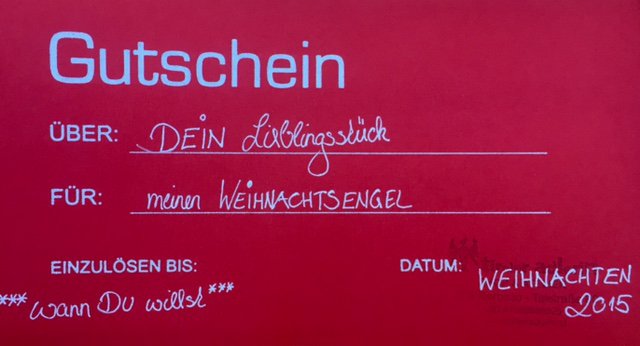 Gutschein
ÜBER: DEIN Lieblingsstück
FÜR: meinen WEIHNACHTSENGEL
EINZULÖSEN BIS: DATUM: WEIHNACHTEN
***wann Du willst*** 2015